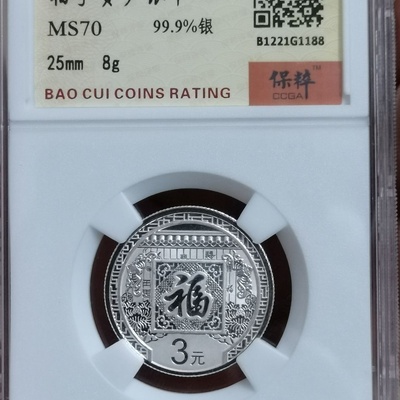 MS70 99.9%银
25mm 8g
B1221G1188
保粹
CCGA
BAO CUI COINS RATING
福
3元